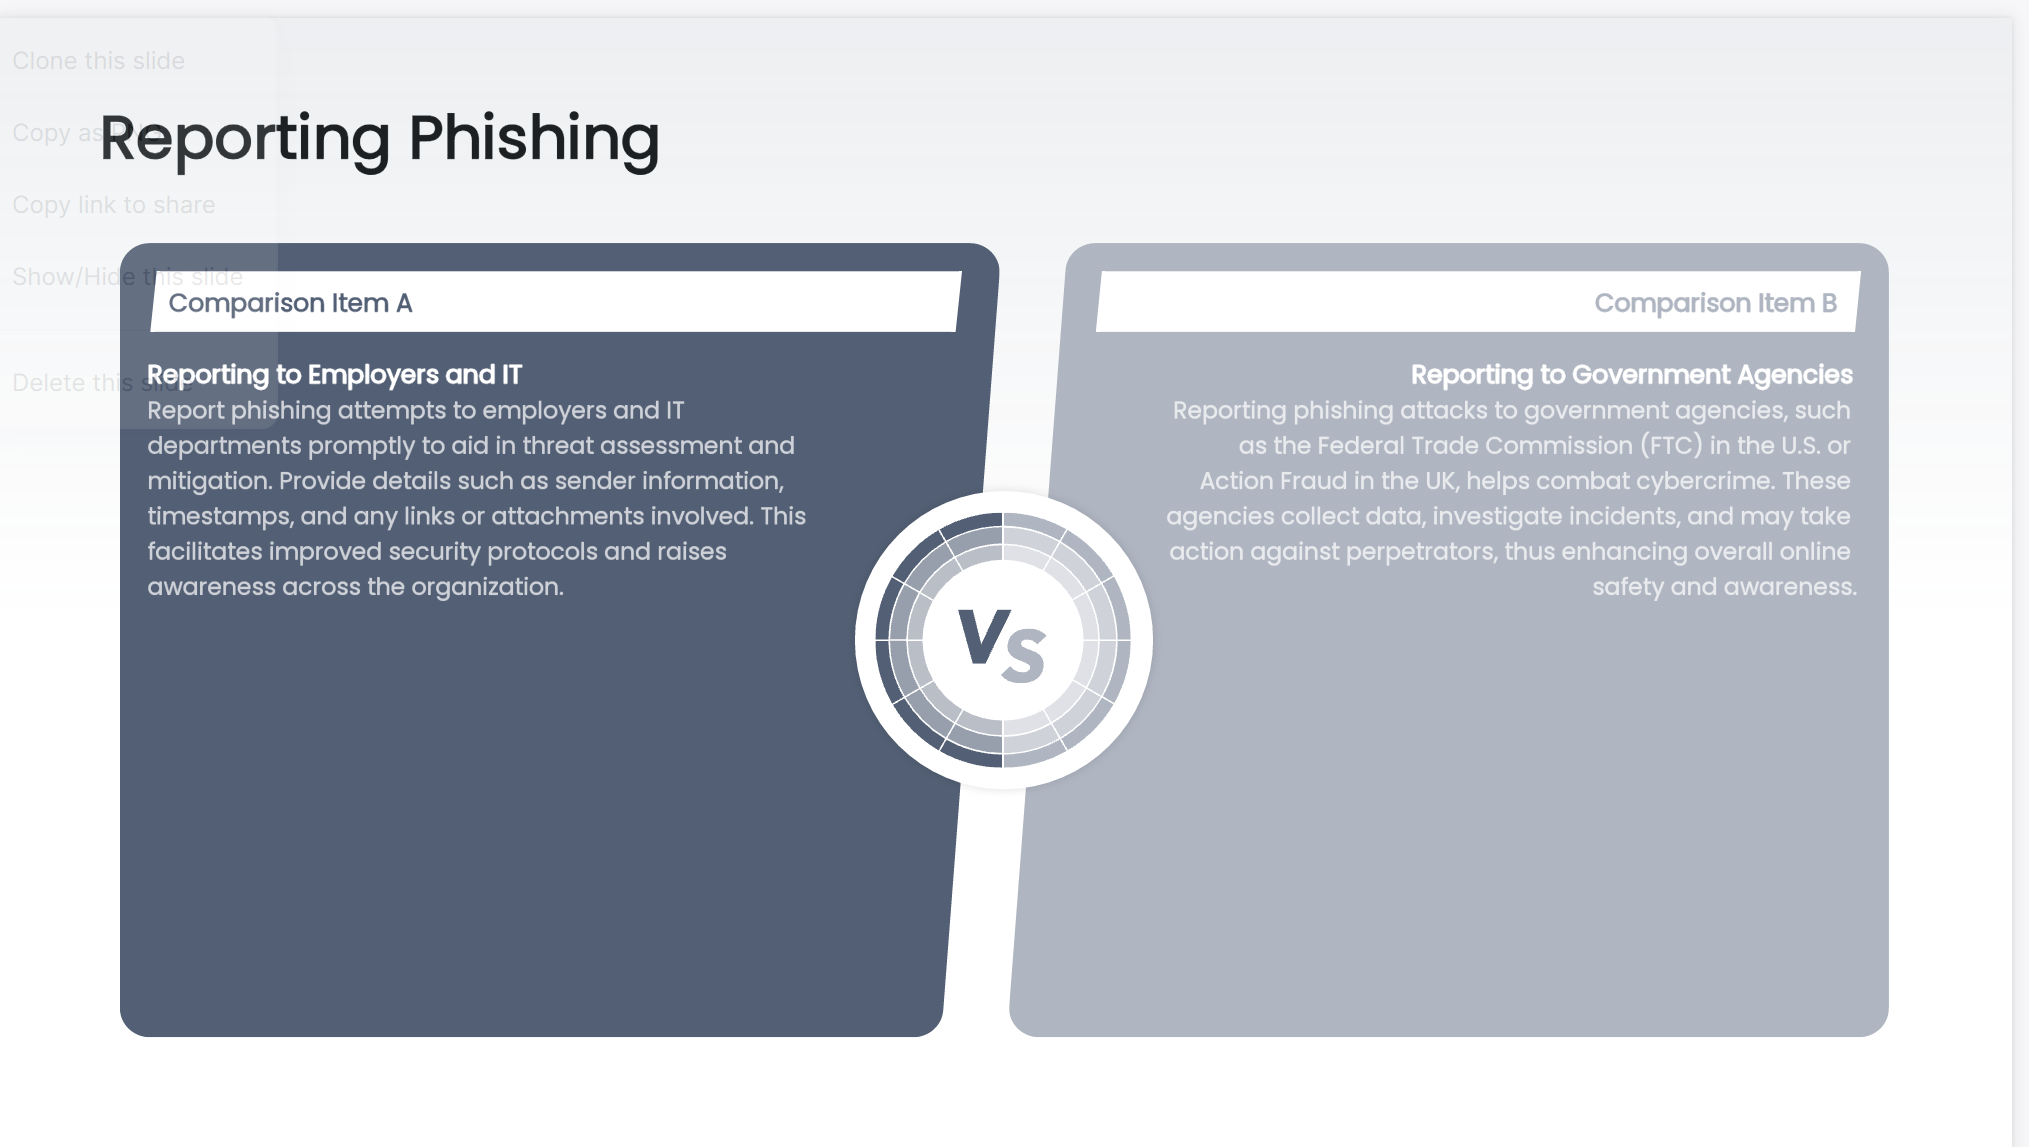 Clone this slide
Reporting Phishing
Copy as PNG
Copy link to share
Show/Hide this slide
Delete this slide
Comparison Item A
Reporting to Employers and IT
Report phishing attempts to employers and IT
departments promptly to aid in threat assessment and
mitigation. Provide details such as sender information,
timestamps, and any links or attachments involved. This
facilitates improved security protocols and raises
awareness across the organization.
VS
Comparison Item B
Reporting to Government Agencies
Reporting phishing attacks to government agencies, such
as the Federal Trade Commission (FTC) in the U.S. or
Action Fraud in the UK, helps combat cybercrime. These
agencies collect data, investigate incidents, and may take
action against perpetrators, thus enhancing overall online
safety and awareness.